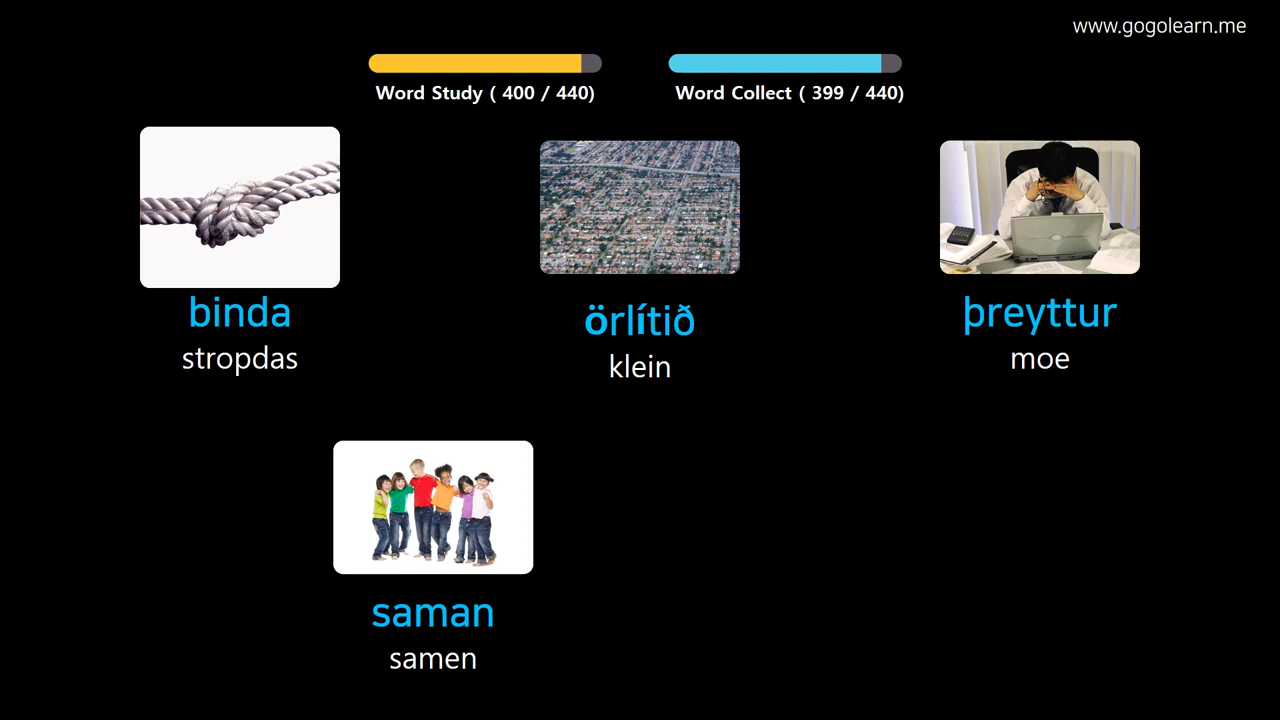 www.gogolearn.me
Word Study ( 400 / 440)
Word Collect ( 399 / 440)
binda
stropdas
örlítið
klein
þreyttur
moe
saman
samen